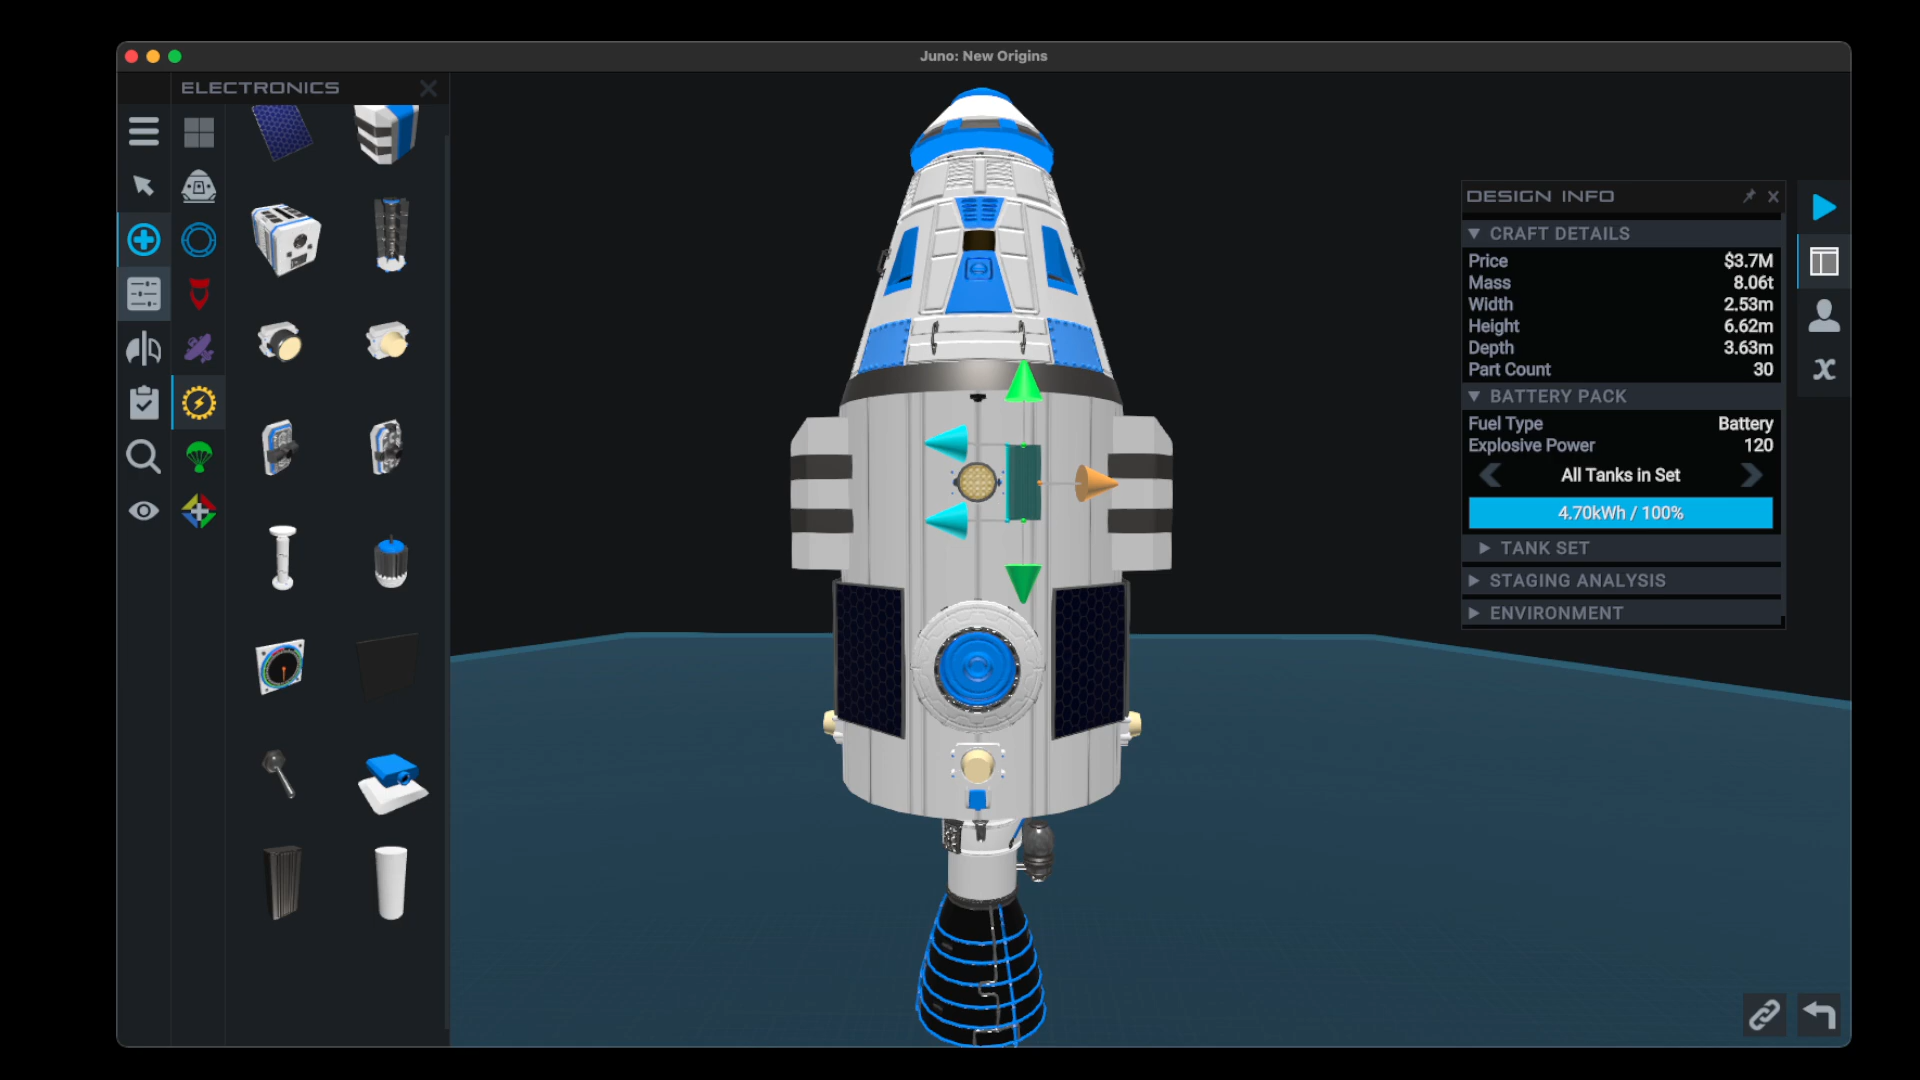 Juno: New Origins
ELECTRONICS
DESIGN INFO
CRAFT DETAILS
Price $3.7M
Mass 8.06t
Width 2.53m
Height 6.62m
Depth 3.63m
Part Count 30
BATTERY PACK
Fuel Type Battery
Explosive Power 120
All Tanks in Set
4.70kWh / 100%
TANK SET
STAGING ANALYSIS
ENVIRONMENT